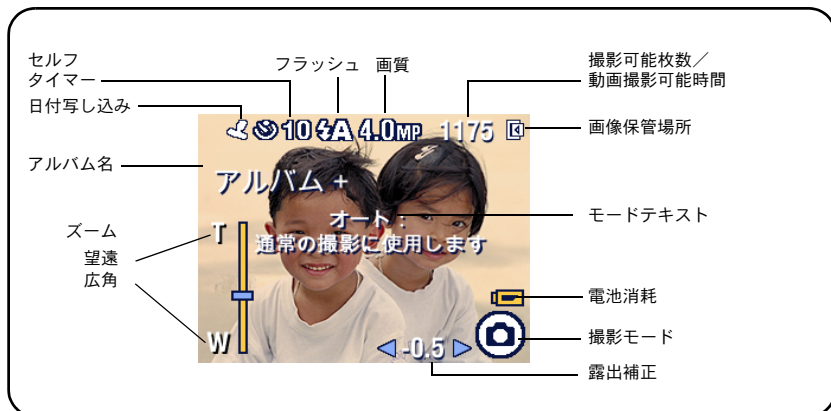 セルフ
タイマー
フラッシュ
画質
撮影可能枚数／
動画撮影可能時間
日付写し込み
10 4A 4.0MP 1175
画像保管場所
アルバム名
アルバム +
モードテキスト
オート：
通常の撮影に使用します
ズーム
望遠
広角
T
W
電池消耗
撮影モード
-0.5
露出補正